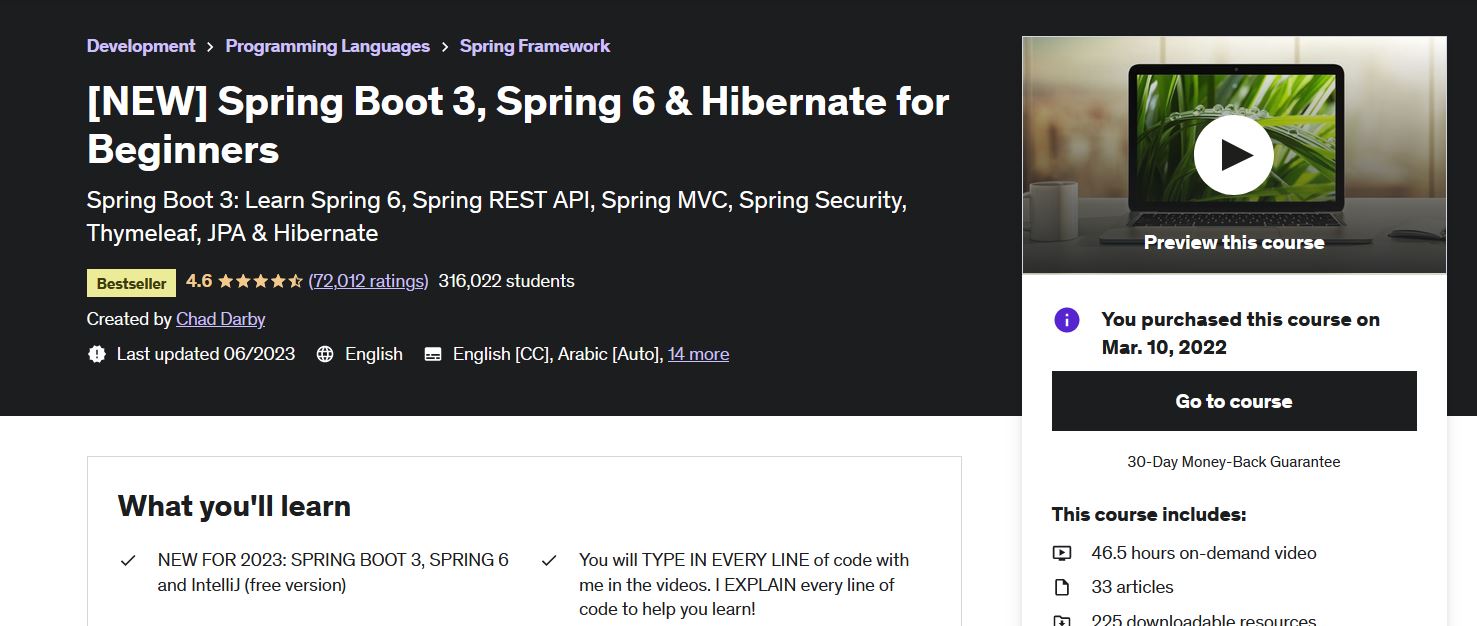 Development > Programming Languages > Spring Framework
[NEW] Spring Boot 3, Spring 6 & Hibernate for
Beginners
Spring Boot 3: Learn Spring 6, Spring REST API, Spring MVC, Spring Security,
Thymeleaf, JPA & Hibernate
Bestseller 4.6 (72,012 ratings) 316,022 students
Created by Chad Darby
Last updated 06/2023 English English [CC], Arabic [Auto], 14 more
Preview this course
You purchased this course on
Mar. 10, 2022
Go to course
30-Day Money-Back Guarantee
This course includes:
46.5 hours on-demand video
33 articles
225 downloadable resources
What you'll learn
NEW FOR 2023: SPRING BOOT 3, SPRING 6
and IntelliJ (free version)
You will TYPE IN EVERY LINE of code with
me in the videos. I EXPLAIN every line of
code to help you learn!